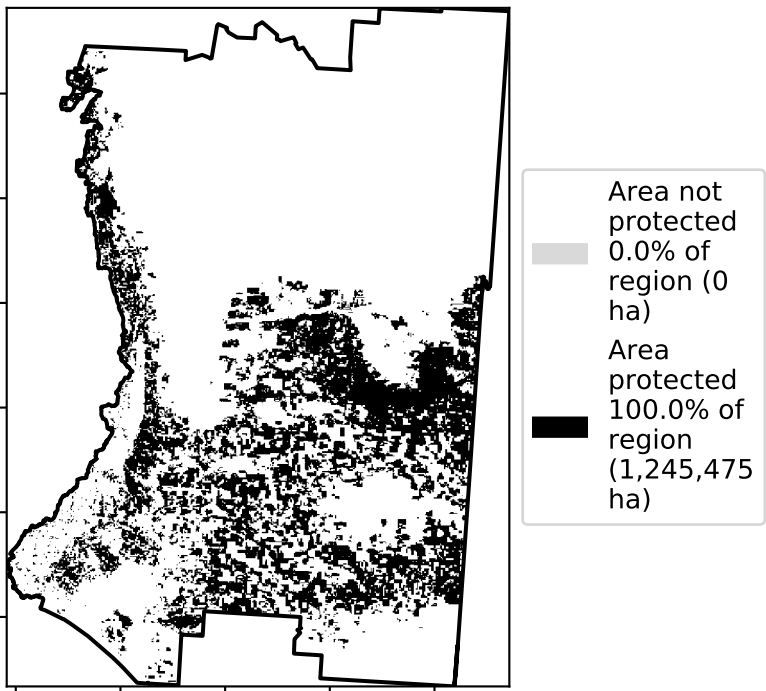 Area not
protected
0.0% of
region (0
ha)
Area
protected
100.0% of
region
(1,245,475
ha)